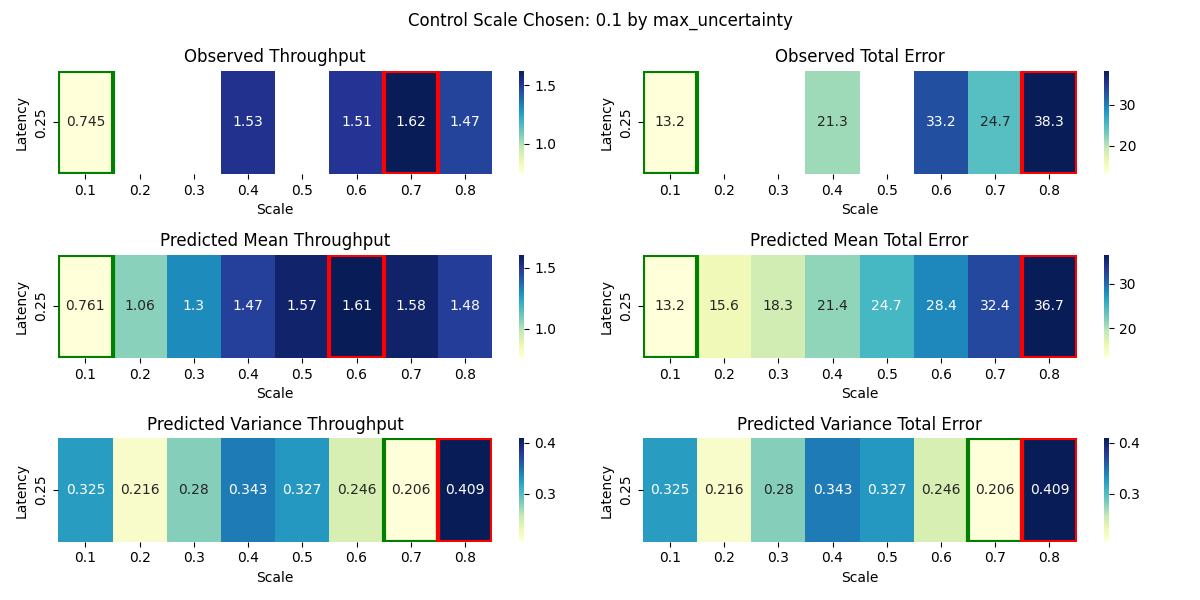 Control Scale Chosen: 0.1 by max_uncertainty
Observed Throughput
Latency
0.25
0.745
1.53
1.51
1.62
1.47
0.1 0.2 0.3 0.4 0.5 0.6 0.7 0.8
Scale
1.5
1.0
Observed Total Error
Latency
0.25
13.2
21.3
33.2
24.7
38.3
0.1 0.2 0.3 0.4 0.5 0.6 0.7 0.8
Scale
30
20
Predicted Mean Throughput
Latency
0.25
0.761 1.06 1.3 1.47 1.57 1.61 1.58 1.48
0.1 0.2 0.3 0.4 0.5 0.6 0.7 0.8
Scale
1.5
1.0
Predicted Mean Total Error
Latency
0.25
13.2 15.6 18.3 21.4 24.7 28.4 32.4 36.7
0.1 0.2 0.3 0.4 0.5 0.6 0.7 0.8
Scale
30
20
Predicted Variance Throughput
Latency
0.25
0.325 0.216 0.28 0.343 0.327 0.246 0.206 0.409
0.1 0.2 0.3 0.4 0.5 0.6 0.7 0.8
Scale
0.4
0.3
Predicted Variance Total Error
Latency
0.25
0.325 0.216 0.28 0.343 0.327 0.246 0.206 0.409
0.1 0.2 0.3 0.4 0.5 0.6 0.7 0.8
Scale
0.4
0.3